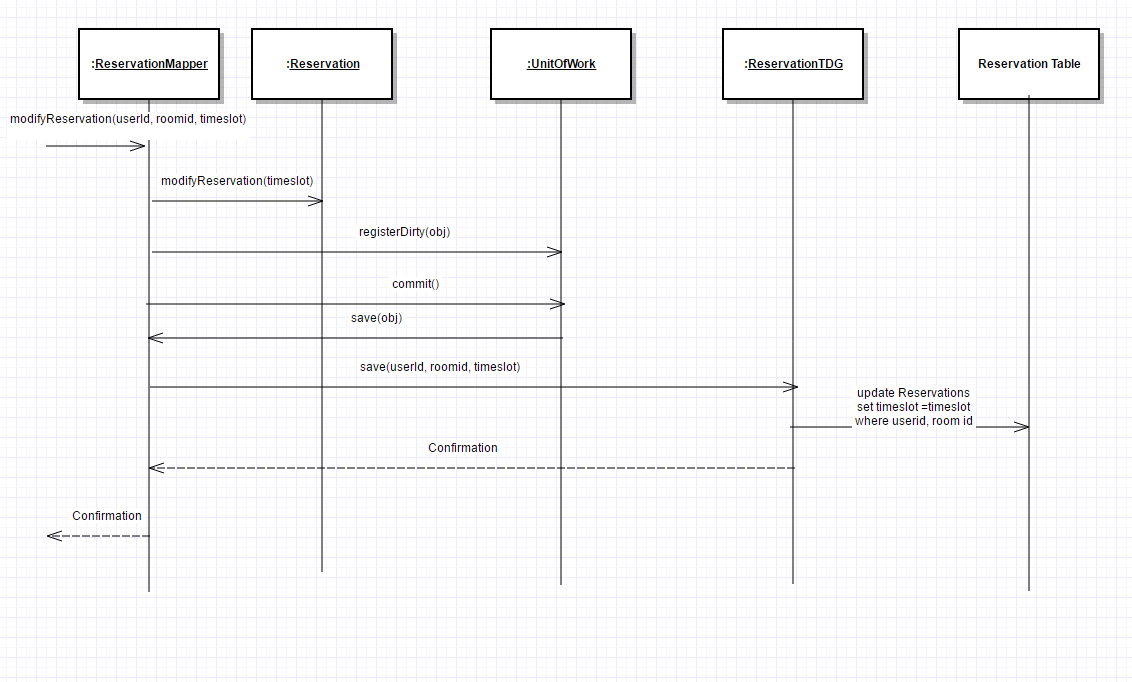 :ReservationMapper
:Reservation
:UnitOfWork
:ReservationTDG
Reservation Table
modifyReservation(userId, roomid, timeslot)
modifyReservation(timeslot)
registerDirty(obj)
commit()
save(obj)
save(userId, roomid, timeslot)
update Reservations
set timeslot =timeslot
where userid, room id
Confirmation
Confirmation